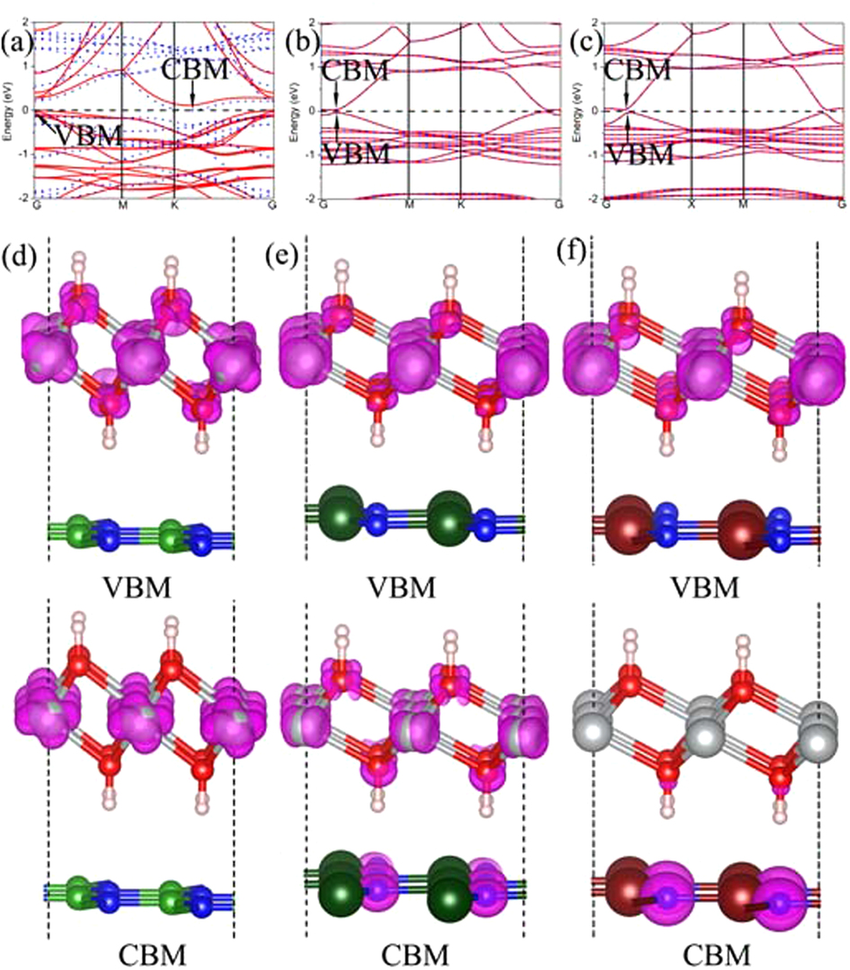 (a) (b) (c)
2 2 2
CBM CBM CBM
1 1 1
Energy (eV) Energy (eV) Energy (eV)
0 0 0
VBM VBM VBM
-1 -1 -1
-2 -2 -2
G M K G G M K G G X M G
(d) (e) (f)
VBM VBM VBM
CBM CBM CBM